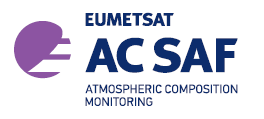 EUMETSAT
AC SAF
ATMOSPHERIC COMPOSITION
MONITORING